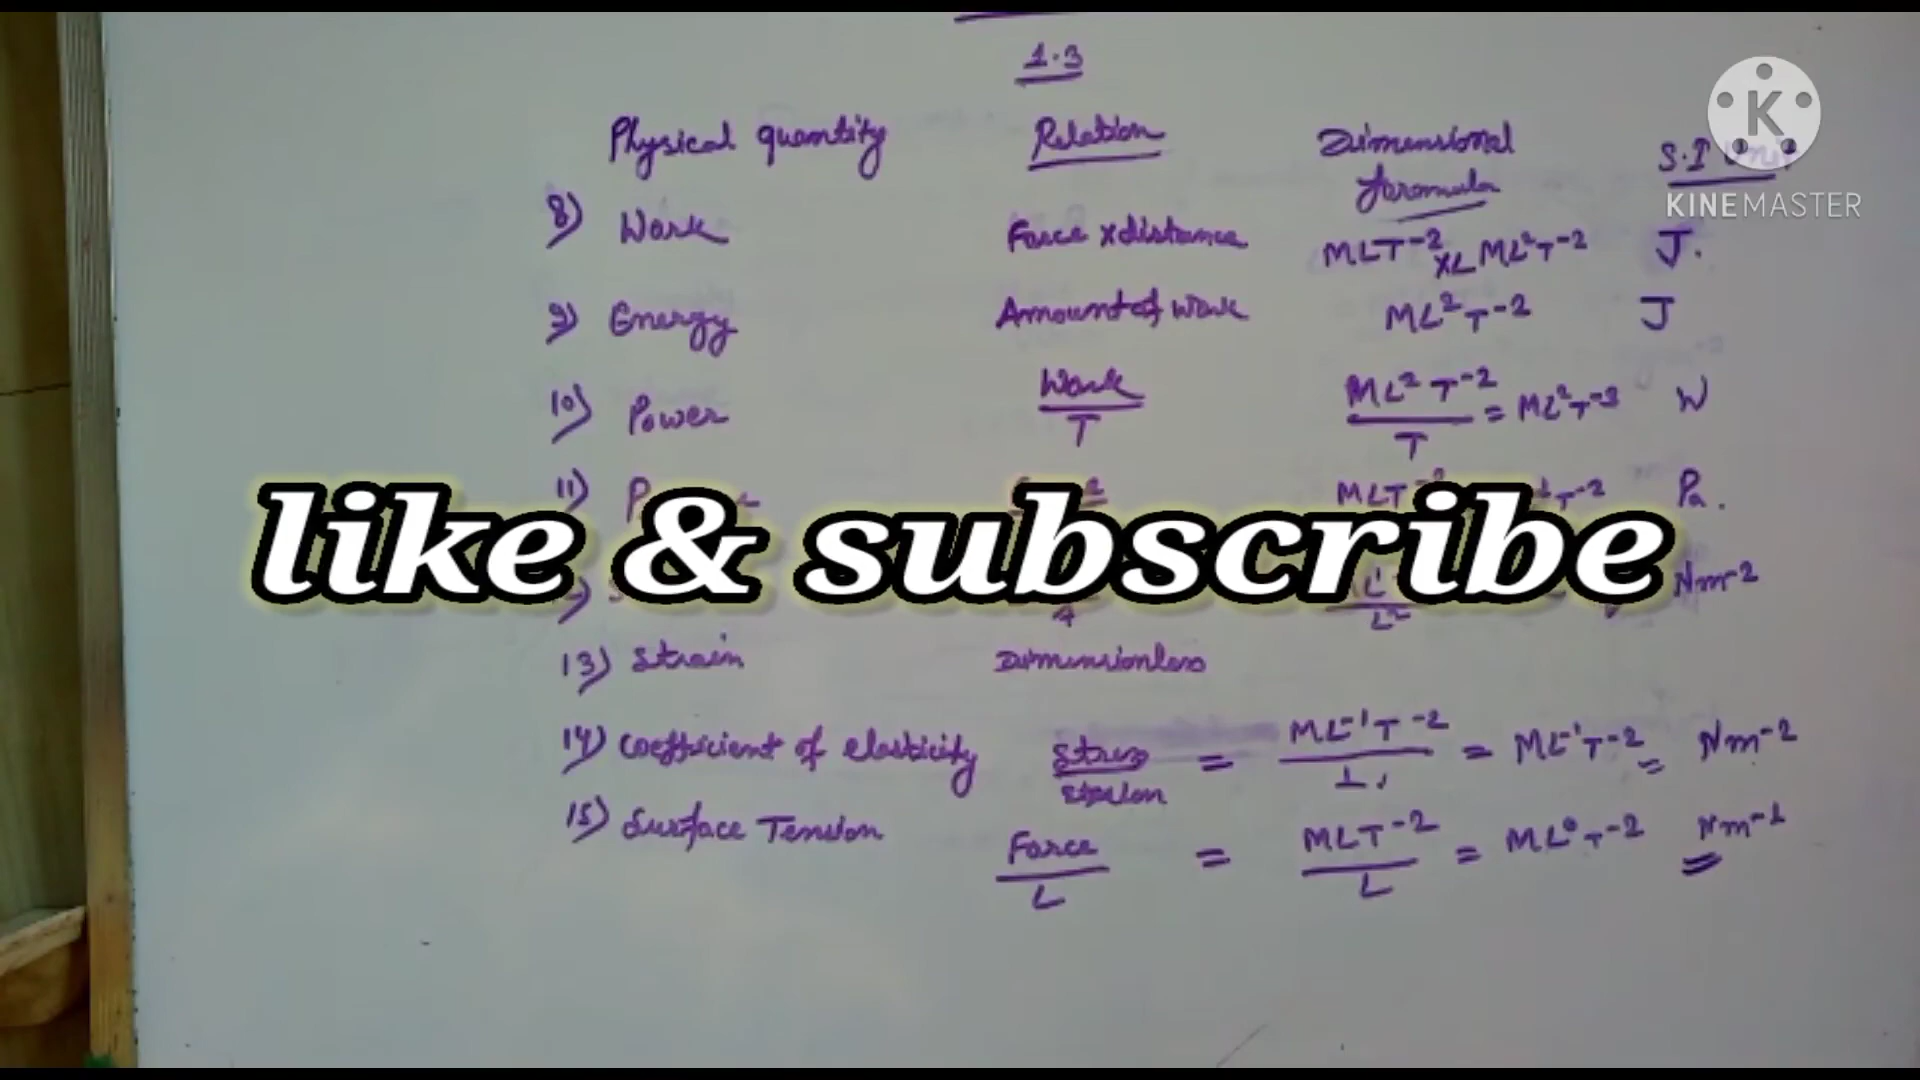 1.3
Physical quantity Relation Dimensional formula S.I
KINEMASTER
8) Work Force x distance MLT⁻² xL ML²T⁻² J.
9) Energy Amount of work ML²T⁻² J
10) Power Work/T ML²T⁻²/T = ML²T⁻³ W
11) MLT T⁻² Pa.
like & subscribe
A L² Nm⁻²
13) Strain Dimensionless
14) Coefficient of elasticity Stress = ML⁻¹T⁻²/1. = ML⁻¹T⁻² = Nm⁻²
15) Surface Tension Force/L = MLT⁻²/L = ML⁰T⁻² Nm⁻¹